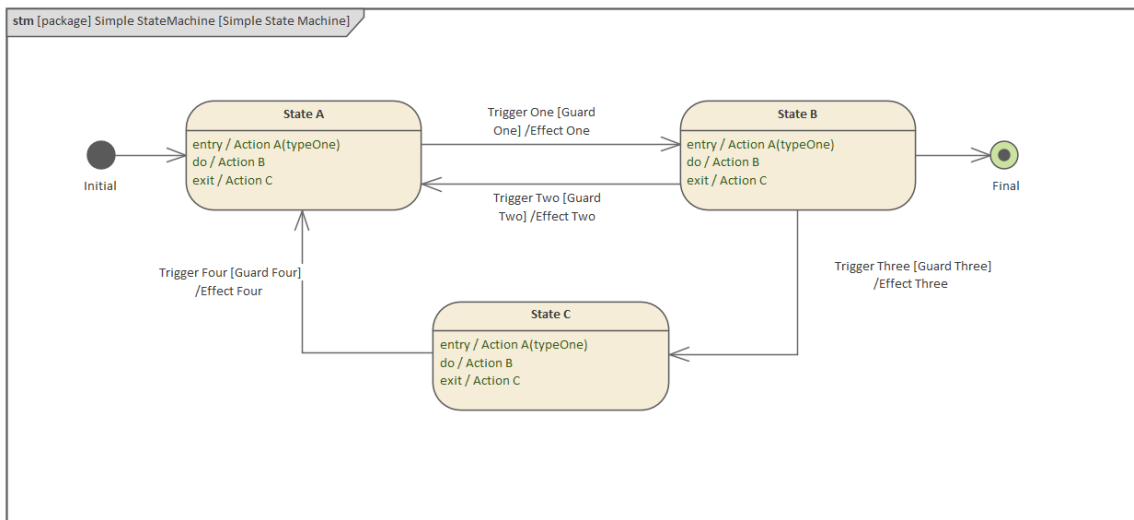 stm [package] Simple StateMachine [Simple State Machine]
State A
entry / Action A(typeOne)
do / Action B
exit / Action C
Trigger One [Guard
One] /Effect One
State B
entry / Action A(typeOne)
do / Action B
exit / Action C
Initial
Final
Trigger Two [Guard
Two] /Effect Two
Trigger Four [Guard Four]
/Effect Four
Trigger Three [Guard Three]
/Effect Three
State C
entry / Action A(typeOne)
do / Action B
exit / Action C